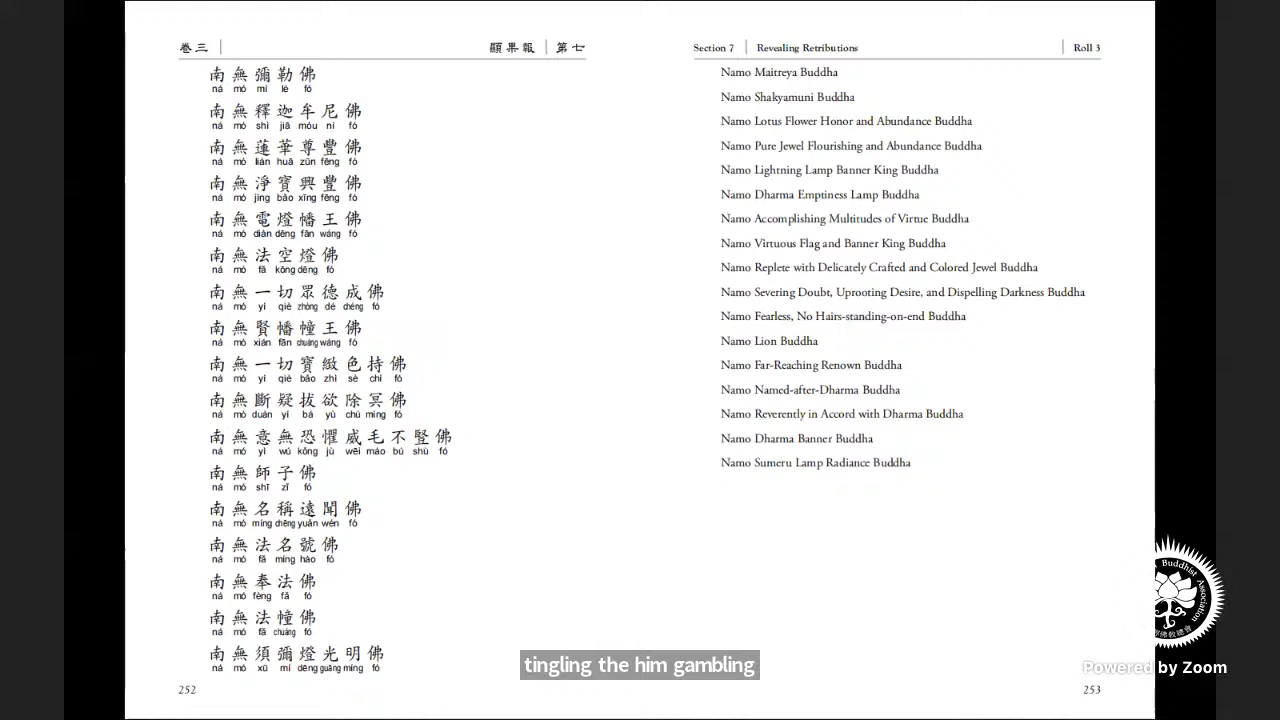 卷三 顯果報 第七
南無彌勒佛
ná mó mí lé fó
南無釋迦牟尼佛
ná mó shì jiā móu ní fó
南無蓮華尊豐佛
ná mó lián huā zūn fēng fó
南無淨寶興豐佛
ná mó jìng bǎo xīng fēng fó
南無電燈幡王佛
ná mó diàn dēng fān wáng fó
南無法空燈佛
ná mó fǎ kōng dēng fó
南無一切眾德成佛
ná mó yí qiè zhòng dé chéng fó
南無賢幡幢王佛
ná mó xián fān chuáng wáng fó
南無一切寶緻色持佛
ná mó yí qiè bǎo zhì sè chí fó
南無斷疑拔欲除冥佛
ná mó duàn yí bá yù chú míng fó
南無意無恐懼威毛不豎佛
ná mó yì wú kǒng jù wēi máo bú shù fó
南無師子佛
ná mó shī zǐ fó
南無名稱遠聞佛
ná mó míng chēng yuǎn wén fó
南無法名號佛
ná mó fǎ míng hào fó
南無奉法佛
ná mó fèng fǎ fó
南無法幢佛
ná mó fǎ chuáng fó
南無須彌燈光明佛
ná mó xū mí dēng guāng míng fó
252
Section 7 Revealing Retributions Roll 3
Namo Maitreya Buddha
Namo Shakyamuni Buddha
Namo Lotus Flower Honor and Abundance Buddha
Namo Pure Jewel Flourishing and Abundance Buddha
Namo Lightning Lamp Banner King Buddha
Namo Dharma Emptiness Lamp Buddha
Namo Accomplishing Multitudes of Virtue Buddha
Namo Virtuous Flag and Banner King Buddha
Namo Replete with Delicately Crafted and Colored Jewel Buddha
Namo Severing Doubt, Uprooting Desire, and Dispelling Darkness Buddha
Namo Fearless, No Hairs-standing-on-end Buddha
Namo Lion Buddha
Namo Far-Reaching Renown Buddha
Namo Named-after-Dharma Buddha
Namo Reverently in Accord with Dharma Buddha
Namo Dharma Banner Buddha
Namo Sumeru Lamp Radiance Buddha
253
Buddhist Association
tingling the him gambling
Powered by Zoom